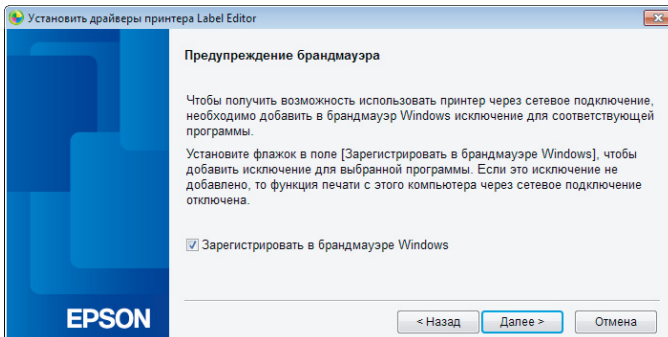 Установить драйверы принтера Label Editor
Предупреждение брандмауэра
Чтобы получить возможность использовать принтер через сетевое подключение,
необходимо добавить в брандмауэр Windows исключение для соответствующей
программы.
Установите флажок в поле [Зарегистрировать в брандмауэре Windows], чтобы
добавить исключение для выбранной программы. Если это исключение не
добавлено, то функция печати с этого компьютера через сетевое подключение
отключена.
Зарегистрировать в брандмауэре Windows
EPSON
< Назад
Далее >
Отмена